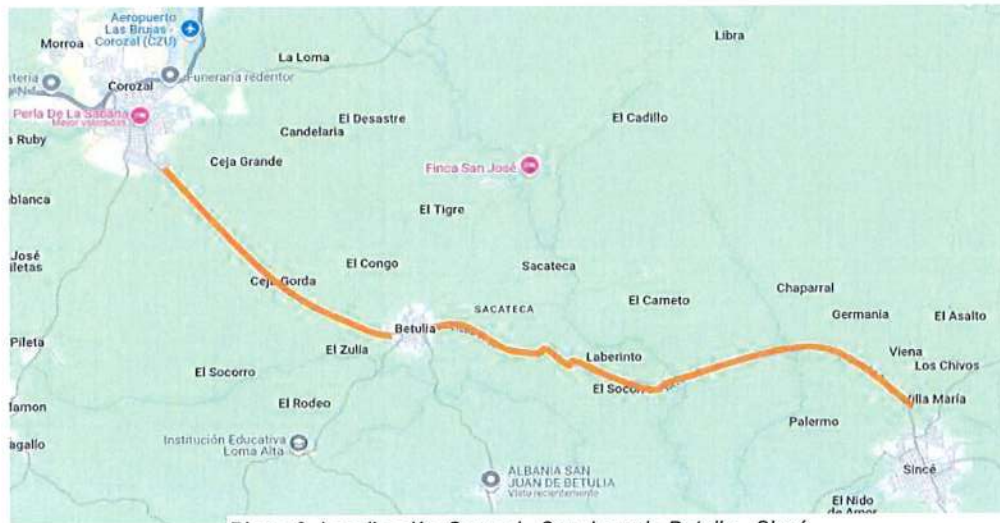 Aeropuerto
Las Brujas -
Corozal (CZU)
Morroa
La Loma
Libra
Funeraria redentor
Corozal
Perla De La Sabana
Mejor valoradas
El Desastre
El Cadillo
Candelaria
Ruby
Ceja Grande
Finca San José
El Tigre
José
El Congo
Sacateca
Ceja Gorda
SACATECA
El Carneto
Chaparral
Germania
El Asalto
Pileta
Betulia
El Zulia
Laberinto
Viena
Los Chivos
El Socorro
El Socorro
Villa María
El Rodeo
Palermo
Institución Educativa
Loma Alta
ALBANIA SAN
JUAN DE BETULIA
Visto recientemente
Sincé
El Nido
de Amor